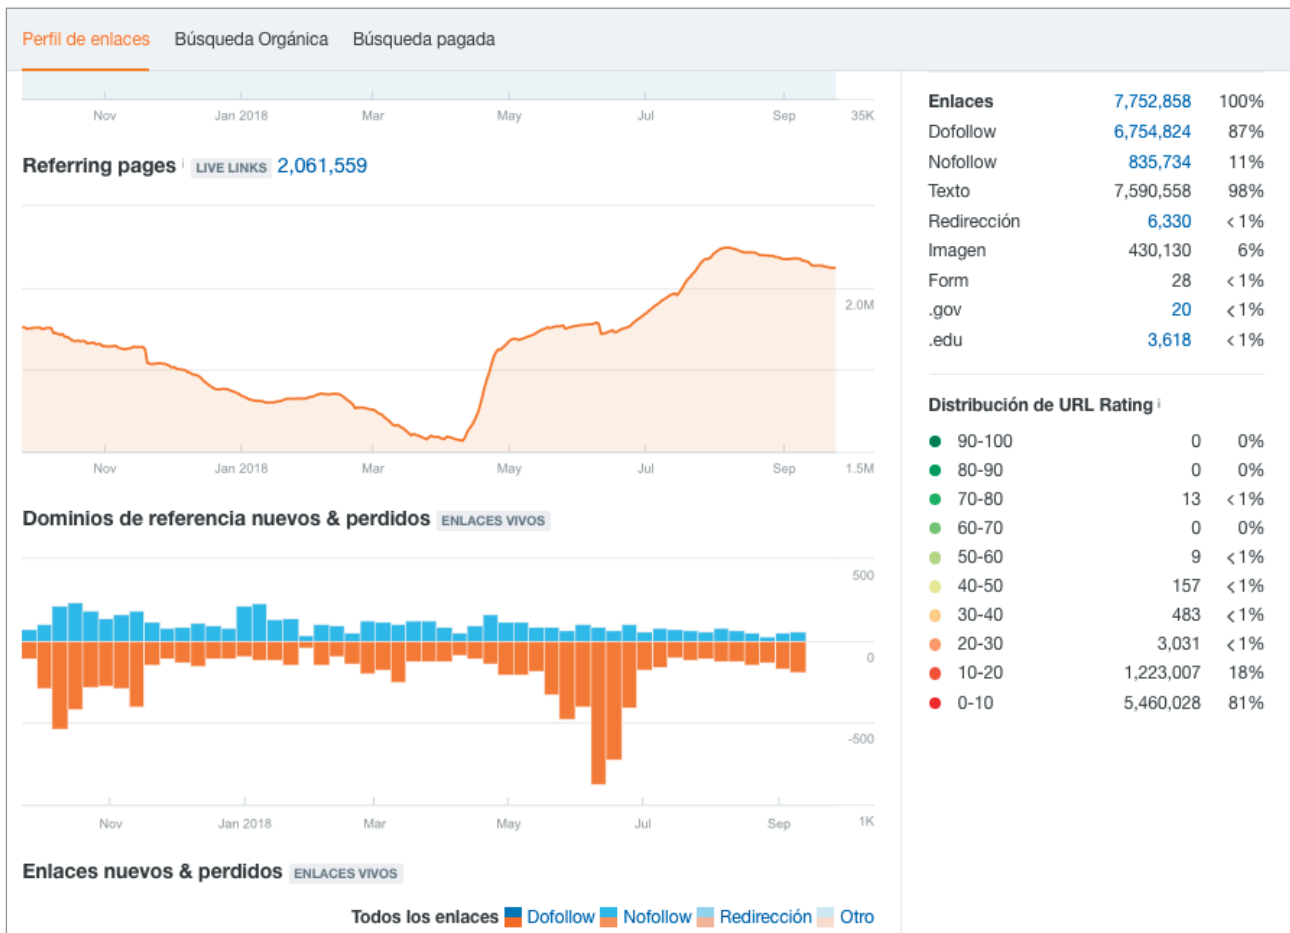 Perfil de enlaces Búsqueda Orgánica Búsqueda pagada
Nov Jan 2018 Mar May Jul Sep 35K
Referring pages i LIVE LINKS 2,061,559
2.0M
Nov Jan 2018 Mar May Jul Sep 1.5M
Dominios de referencia nuevos & perdidos ENLACES VIVOS
500
0
-500
Nov Jan 2018 Mar May Jul Sep 1K
Enlaces nuevos & perdidos ENLACES VIVOS
Todos los enlaces Dofollow Nofollow Redirección Otro
Enlaces 7,752,858 100%
Dofollow 6,754,824 87%
Nofollow 835,734 11%
Texto 7,590,558 98%
Redirección 6,330 <1%
Imagen 430,130 6%
Form 28 <1%
.gov 20 <1%
.edu 3,618 <1%
Distribución de URL Rating i
90-100 0 0%
80-90 0 0%
70-80 13 <1%
60-70 0 0%
50-60 9 <1%
40-50 157 <1%
30-40 483 <1%
20-30 3,031 <1%
10-20 1,223,007 18%
0-10 5,460,028 81%